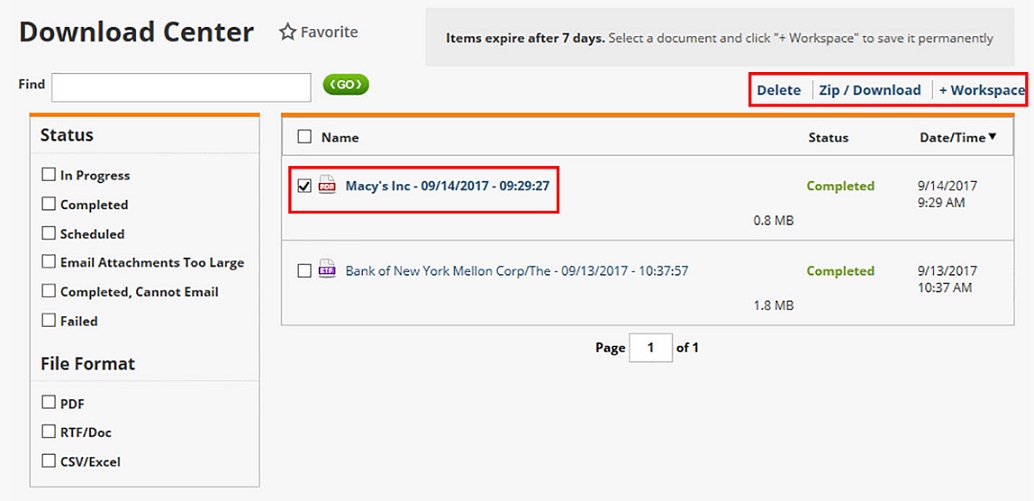 Download Center
Favorite
Items expire after 7 days. Select a document and click "+ Workspace" to save it permanently
Find
GO
Delete
Zip / Download
+ Workspace
Status
In Progress
Completed
Scheduled
Email Attachments Too Large
Completed, Cannot Email
Failed
File Format
PDF
RTF/Doc
CSV/Excel
Name Status Date/Time
PDF Macy's Inc - 09/14/2017 - 09:29:27 Completed 9/14/2017
9:29 AM
0.8 MB
RTF Bank of New York Mellon Corp/The - 09/13/2017 - 10:37:57 Completed 9/13/2017
10:37 AM
1.8 MB
Page 1 of 1